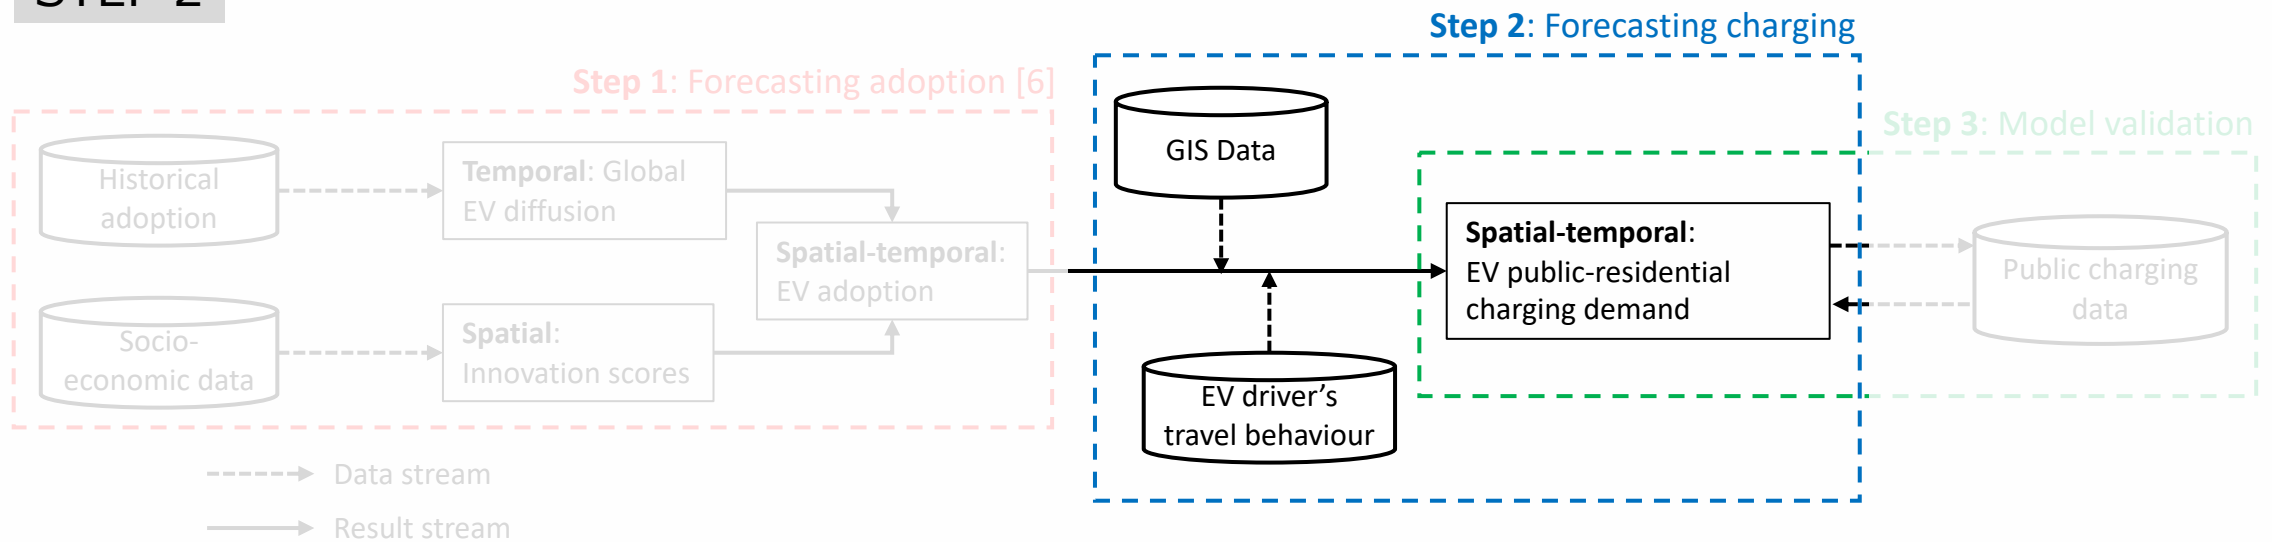 STEP 2
Step 2: Forecasting charging
Step 1: Forecasting adoption [6]
Step 3: Model validation
Historical
adoption
Temporal: Global
EV diffusion
Spatial-temporal:
EV adoption
Socio-
economic data
Spatial:
Innovation scores
GIS Data
EV driver’s
travel behaviour
Spatial-temporal:
EV public-residential
charging demand
Public charging
data
Data stream
Result stream